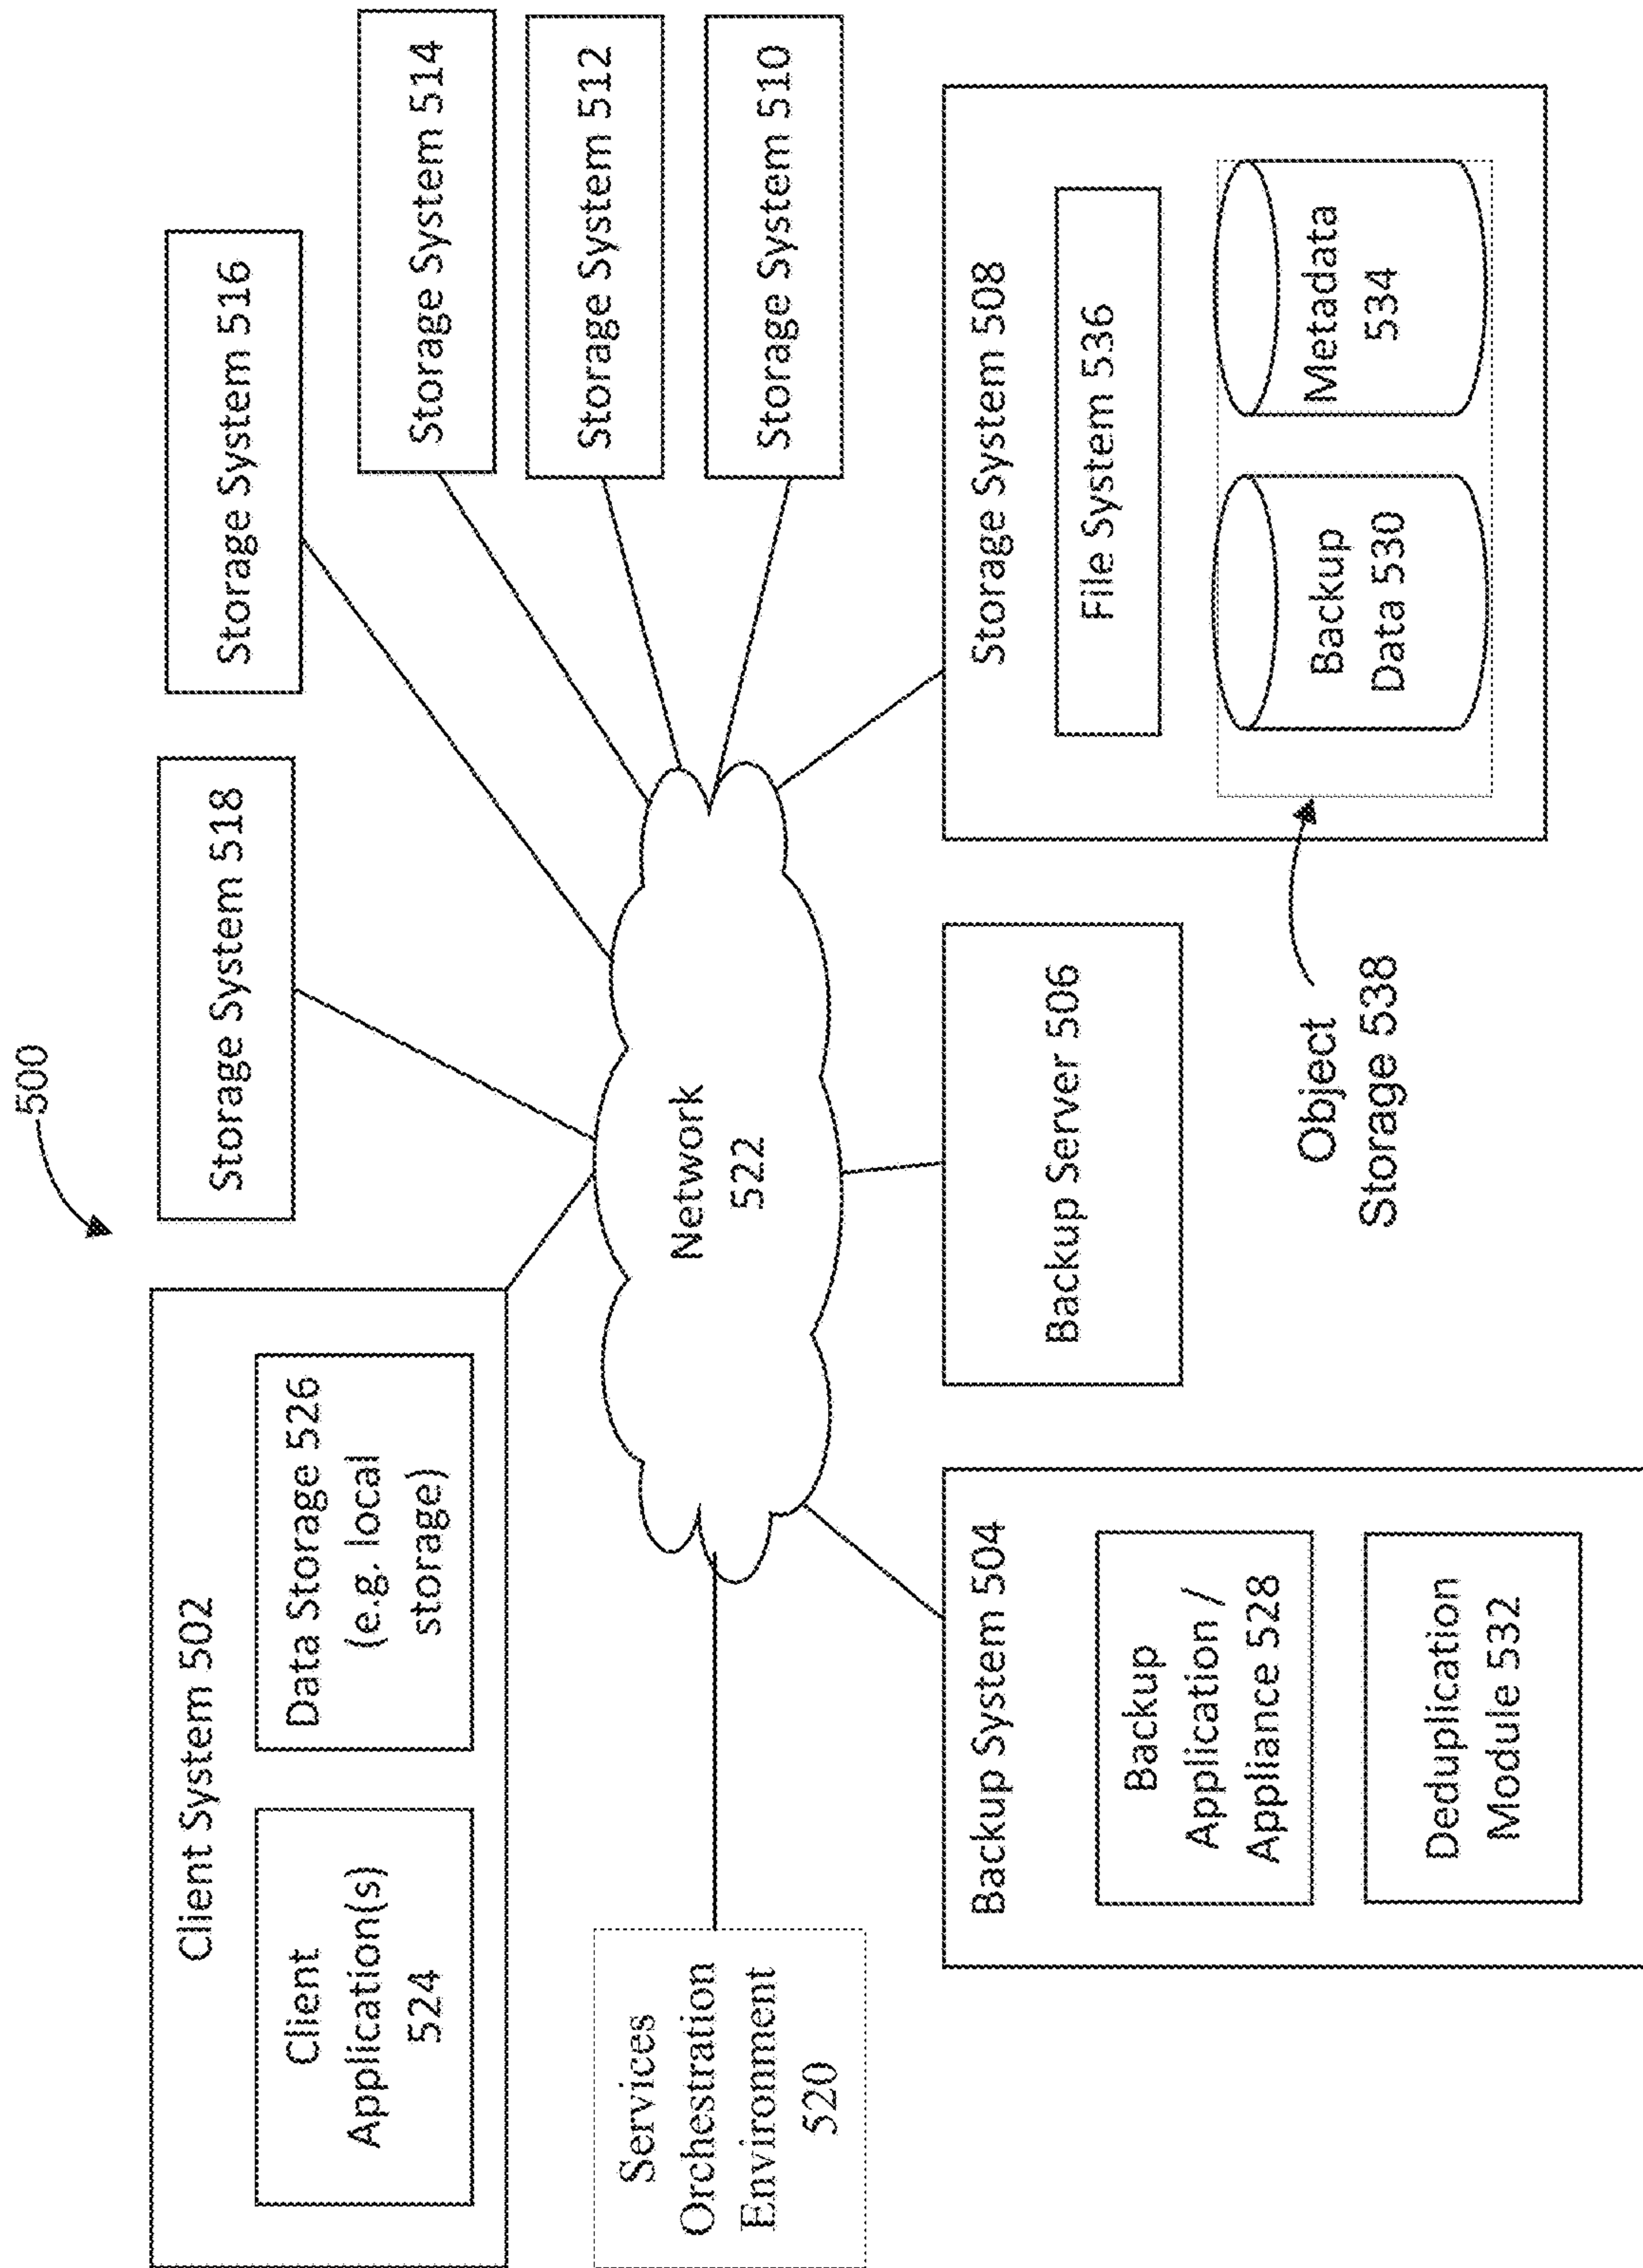 500
Client System 502
Client
Application(s)
524
Data Storage 526
(e.g. local
storage)
Storage System 518
Storage System 516
Storage System 514
Storage System 512
Storage System 510
Services
Orchestration
Environment
520
Network
522
Backup System 504
Backup
Application /
Appliance 528
Deduplication
Module 532
Backup Server 506
Storage System 508
File System 536
Backup
Data 530
Metadata
534
Object
Storage 538